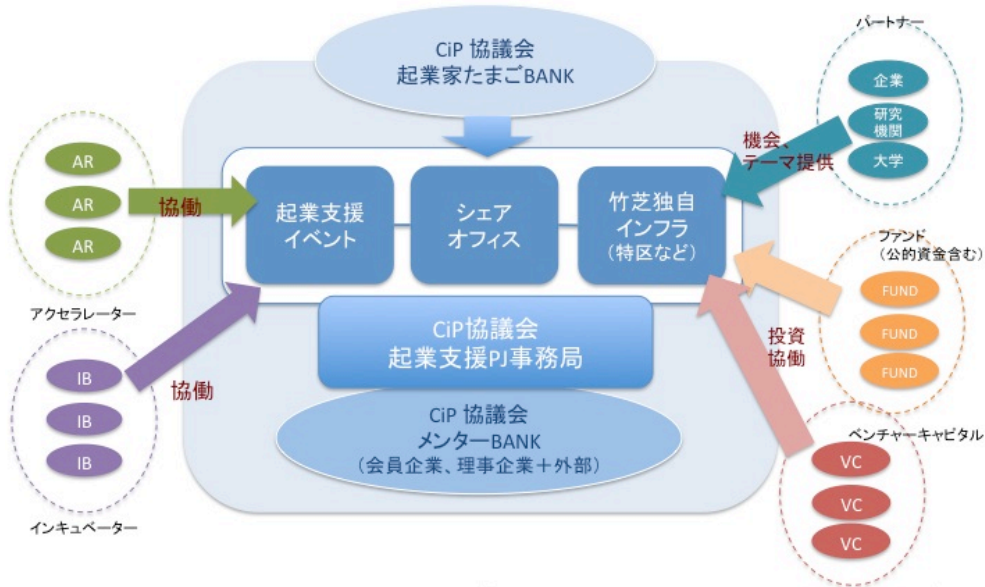 CiP 協議会
起業家たまごBANK
パートナー
企業
研究
機関
大学
機会、
テーマ提供
AR
AR
AR
協働
アクセラレーター
起業支援
イベント
シェア
オフィス
竹芝独自
インフラ
（特区など）
ファンド
（公的資金含む）
FUND
FUND
FUND
CiP協議会
起業支援PJ事務局
投資
協働
IB
IB
IB
協働
インキュベーター
CiP 協議会
メンターBANK
（会員企業、理事企業＋外部）
ベンチャーキャピタル
VC
VC
VC